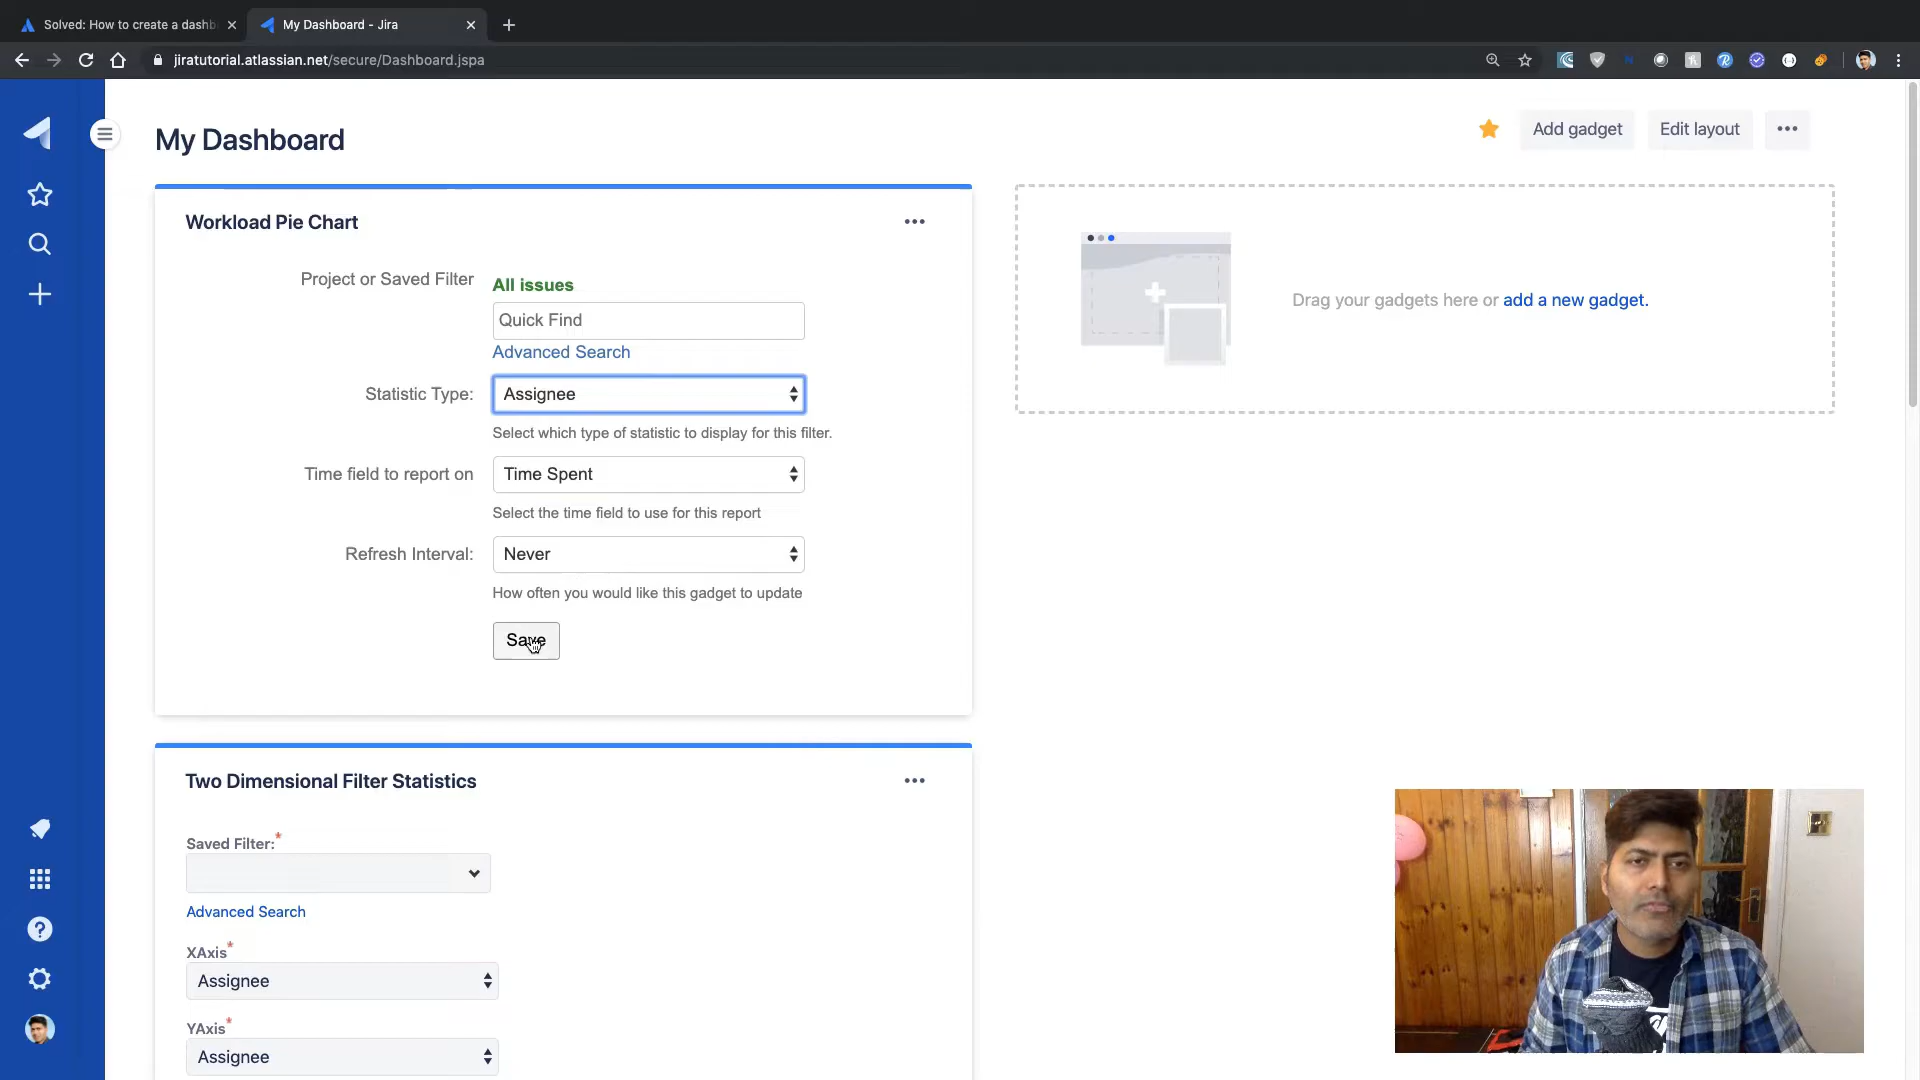 Solved: How to create a dashb
My Dashboard - Jira
jiratutorial.atlassian.net/secure/Dashboard.jspa
My Dashboard
Add gadget
Edit layout
Workload Pie Chart
Project or Saved Filter
All issues
Quick Find
Advanced Search
Statistic Type:
Assignee
Select which type of statistic to display for this filter.
Time field to report on
Time Spent
Select the time field to use for this report
Refresh Interval:
Never
How often you would like this gadget to update
Save
Drag your gadgets here or add a new gadget.
Two Dimensional Filter Statistics
Saved Filter:*
Advanced Search
XAxis*
Assignee
YAxis*
Assignee